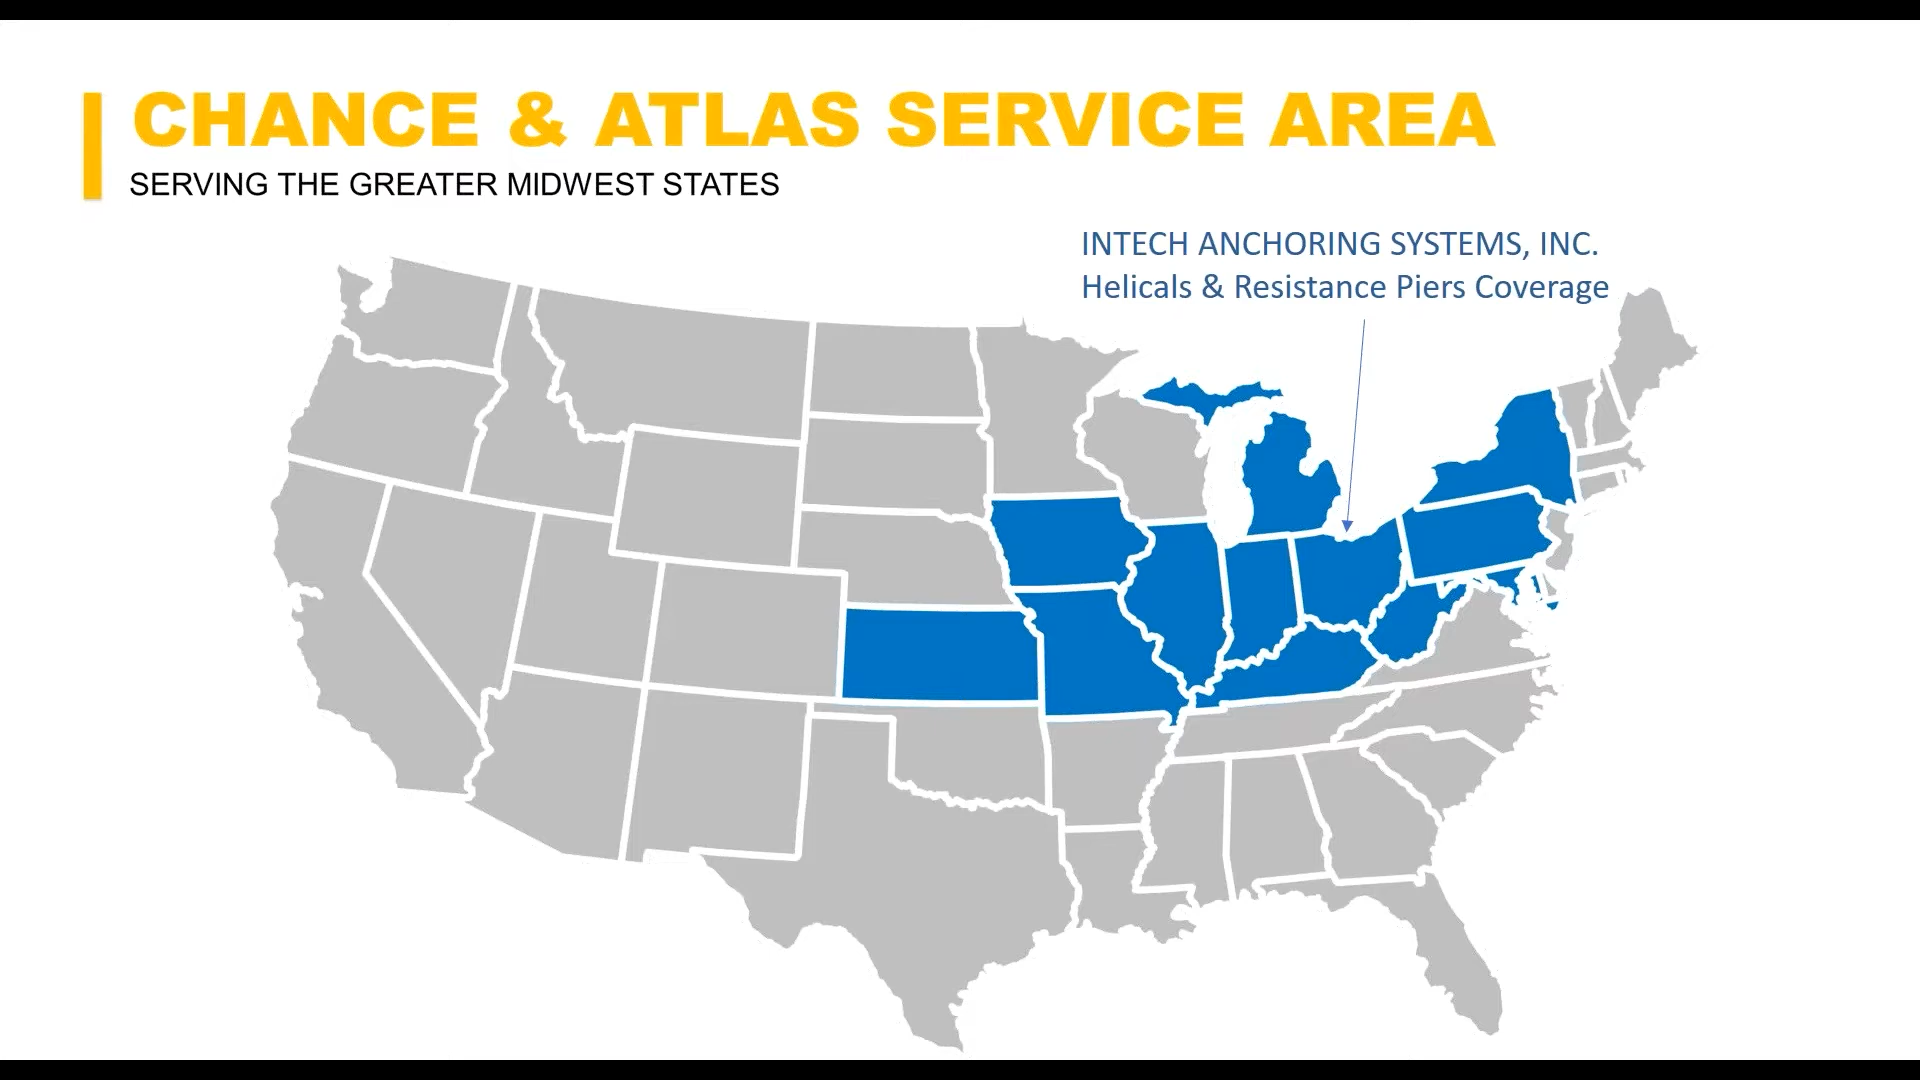 CHANCE & ATLAS SERVICE AREA
SERVING THE GREATER MIDWEST STATES
INTECH ANCHORING SYSTEMS, INC.
Helicals & Resistance Piers Coverage